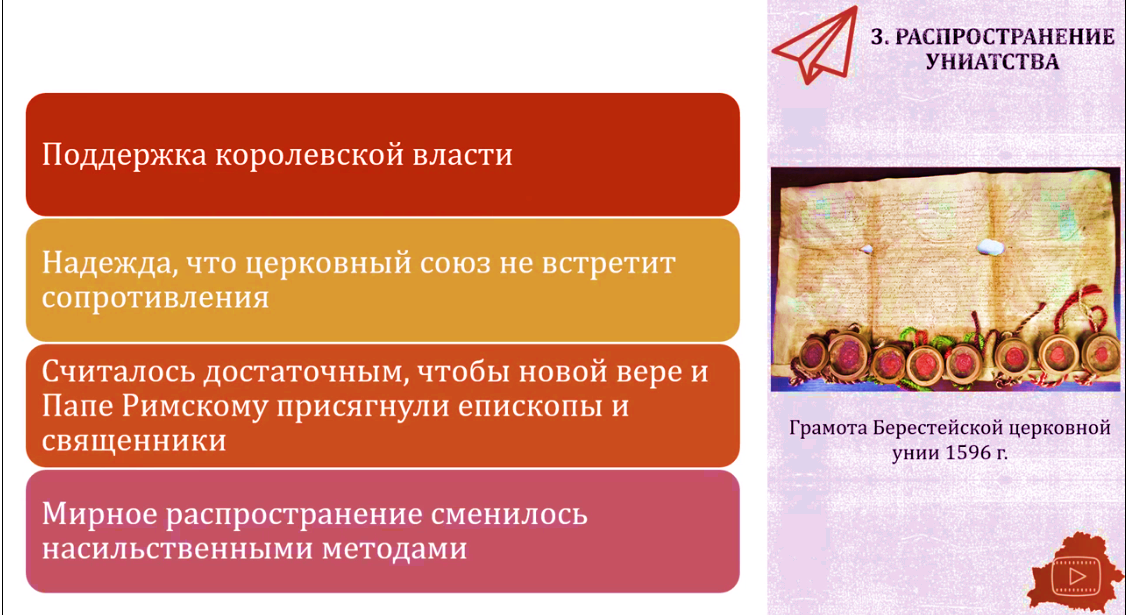 3. РАСПРОСТРАНЕНИЕ
УНИАТСТВА
Поддержка королевской власти
Надежда, что церковный союз не встретит
сопротивления
Считалось достаточным, чтобы новой вере и
Папе Римскому присягнули епископы и
священники
Мирное распространение сменилось
насильственными методами
Грамота Берестейской церковной
унии 1596 г.